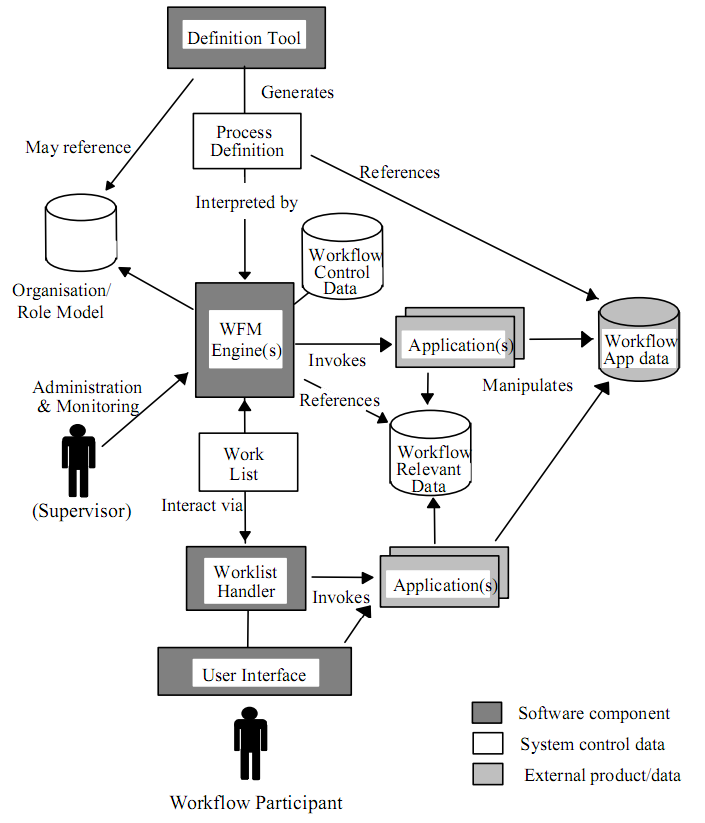 Definition Tool
Generates
May reference
Process
Definition
References
Interpreted by
Workflow
Control
Data
Organisation/
Role Model
WFM
Engine(s)
Invokes
Application(s)
Manipulates
Workflow
App data
Administration
& Monitoring
References
(Supervisor)
Work
List
Workflow
Relevant
Data
Interact via
Worklist
Handler
Invokes
Application(s)
User Interface
Workflow Participant
Software component
System control data
External product/data